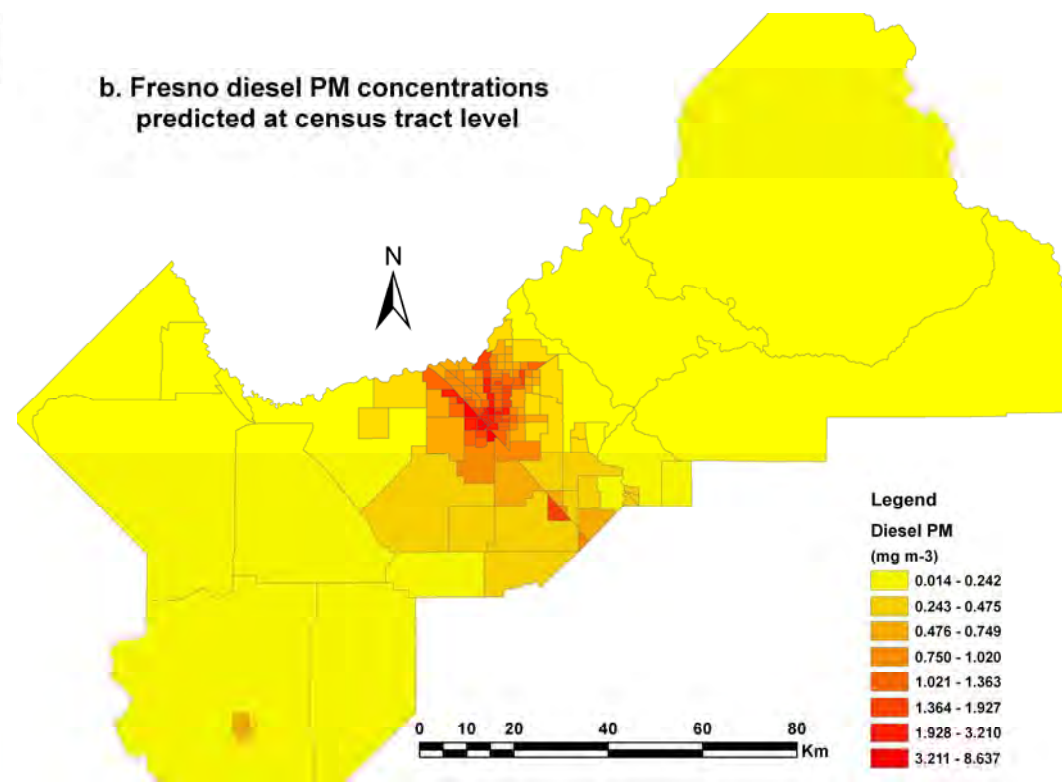 b. Fresno diesel PM concentrations
predicted at census tract level
N
Legend
Diesel PM
(mg m-3)
0.014 - 0.242
0.243 - 0.475
0.476 - 0.749
0.750 - 1.020
1.021 - 1.363
1.364 - 1.927
1.928 - 3.210
3.211 - 8.637
0 10 20 40 60 80
Km